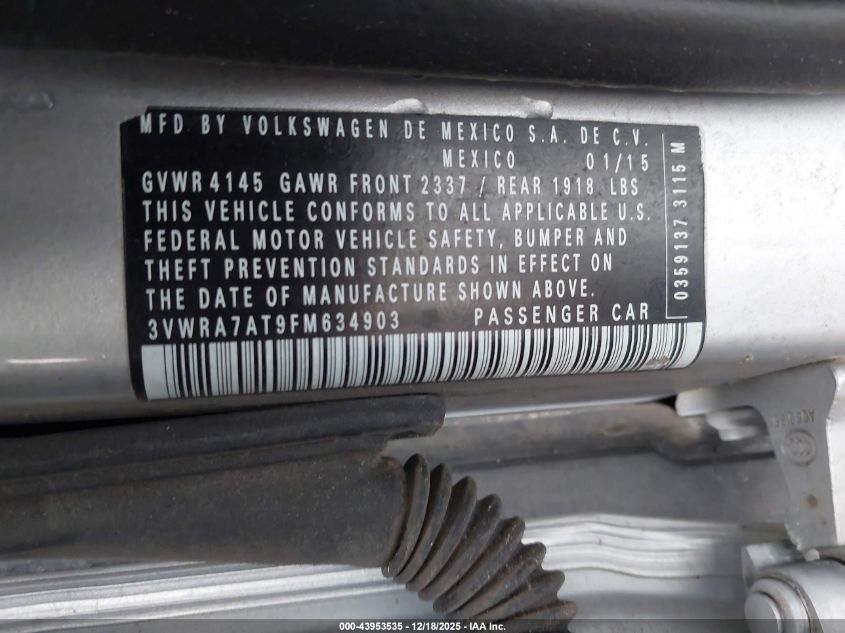 MFD BY VOLKSWAGEN DE MEXICO S.A. DE C.V.
MEXICO 01/15
GVWR 4145 GAWR FRONT 2337 / REAR 1918 LBS
THIS VEHICLE CONFORMS TO ALL APPLICABLE U.S.
FEDERAL MOTOR VEHICLE SAFETY, BUMPER AND
THEFT PREVENTION STANDARDS IN EFFECT ON
THE DATE OF MANUFACTURE SHOWN ABOVE.
3VWRA7AT9FM634903 PASSENGER CAR
0359137 3115 M
000-43953535 - 12/18/2025 - IAA Inc.